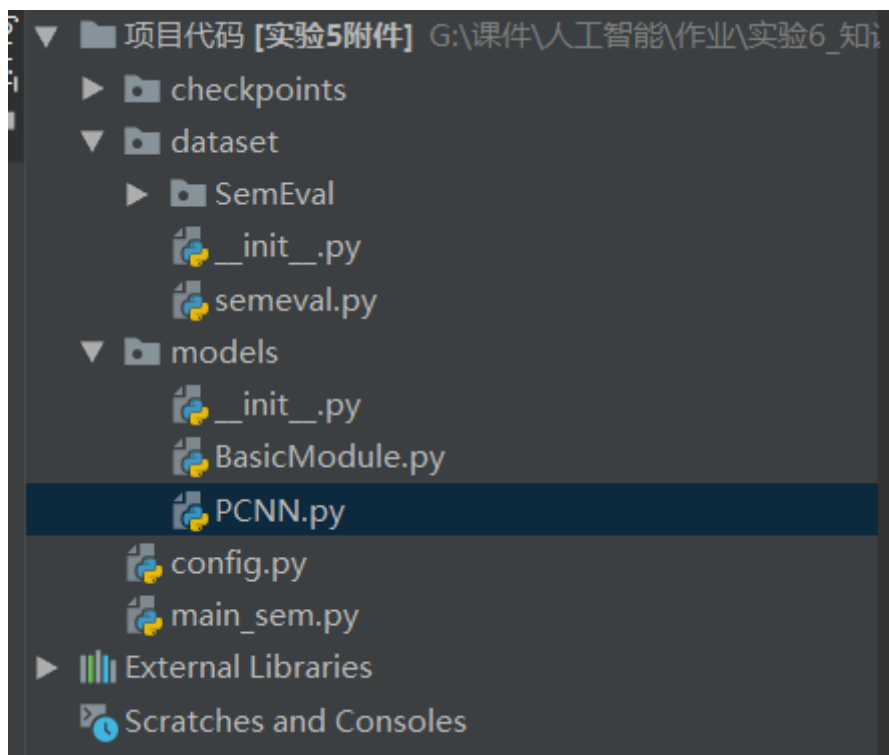 项目代码 [实验5附件] G:\课件\人工智能\作业\实验6_知
checkpoints
dataset
SemEval
__init__.py
semeval.py
models
__init__.py
BasicModule.py
PCNN.py
config.py
main_sem.py
External Libraries
Scratches and Consoles